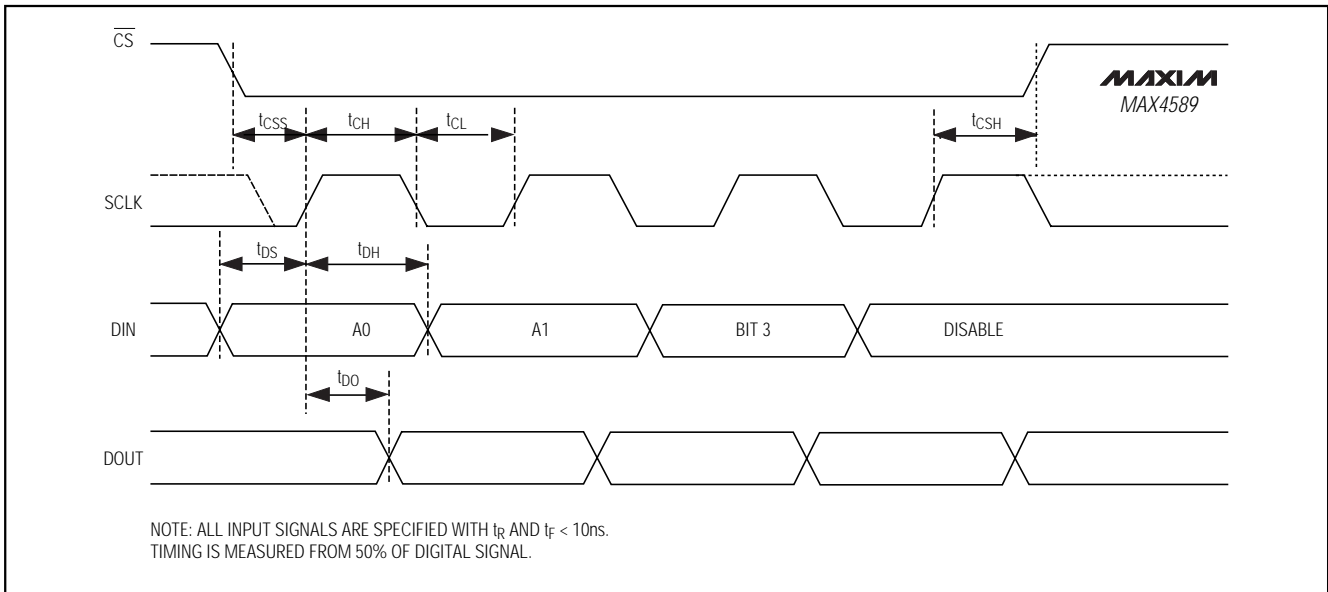 CS
MAXIM
MAX4589
tCSS
tCH
tCL
tCSH
SCLK
tDS
tDH
DIN
A0
A1
BIT 3
DISABLE
tDO
DOUT
NOTE: ALL INPUT SIGNALS ARE SPECIFIED WITH tR AND tF < 10ns.
TIMING IS MEASURED FROM 50% OF DIGITAL SIGNAL.